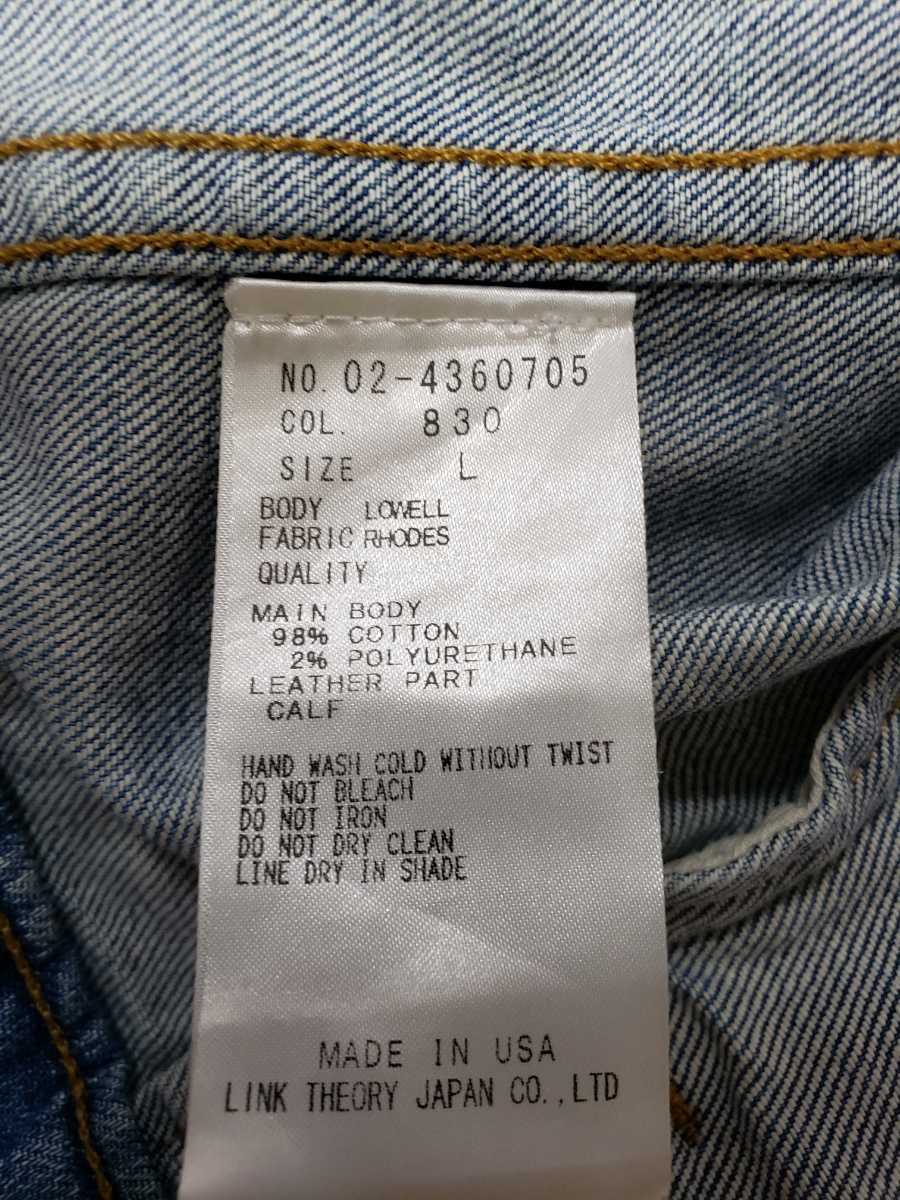 NO. 02-4360705
COL. 830
SIZE L
BODY LOWELL
FABRIC RHODES
QUALITY
MAIN BODY
98% COTTON
2% POLYURETHANE
LEATHER PART
CALF
HAND WASH COLD WITHOUT TWIST
DO NOT BLEACH
DO NOT IRON
DO NOT DRY CLEAN
LINE DRY IN SHADE
MADE IN USA
LINK THEORY JAPAN CO.,LTD